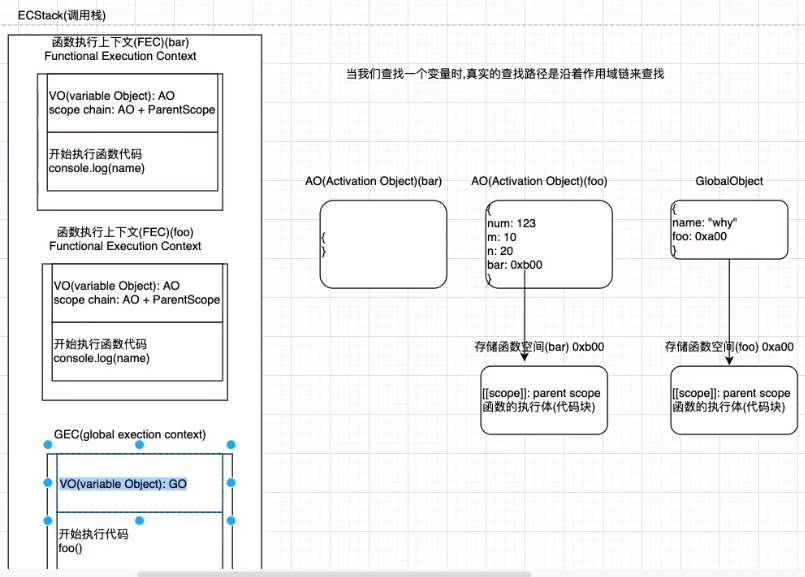 ECStack(调用栈)
函数执行上下文(FEC)(bar)
Functional Execution Context
VO(variable Object): AO
scope chain: AO + ParentScope
开始执行函数代码
console.log(name)
函数执行上下文(FEC)(foo)
Functional Execution Context
VO(variable Object): AO
scope chain: AO + ParentScope
开始执行函数代码
console.log(name)
GEC(global exection context)
VO(variable Object): GO
开始执行代码
foo()
当我们查找一个变量时,真实的查找路径是沿着作用域链来查找
AO(Activation Object)(bar)
{
}
AO(Activation Object)(foo)
{
num: 123
m: 10
n: 20
bar: 0xb00
}
存储函数空间(bar) 0xb00
[[scope]]: parent scope
函数的执行体(代码块)
GlobalObject
{
name: "why"
foo: 0xa00
}
存储函数空间(foo) 0xa00
[[scope]]: parent scope
函数的执行体(代码块)